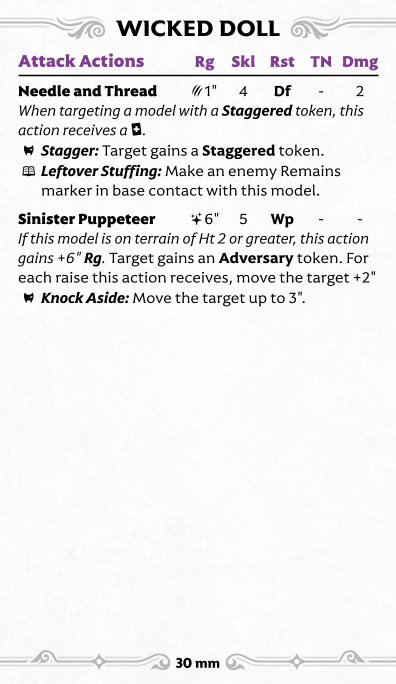 WICKED DOLL
Attack Actions Rg Skl Rst TN Dmg
Needle and Thread 1" 4 Df - 2
When targeting a model with a Staggered token, this
action receives a .
Stagger: Target gains a Staggered token.
Leftover Stuffing: Make an enemy Remains
marker in base contact with this model.
Sinister Puppeteer 6" 5 Wp - -
If this model is on terrain of Ht 2 or greater, this action
gains +6" Rg. Target gains an Adversary token. For
each raise this action receives, move the target +2"
Knock Aside: Move the target up to 3".
30 mm